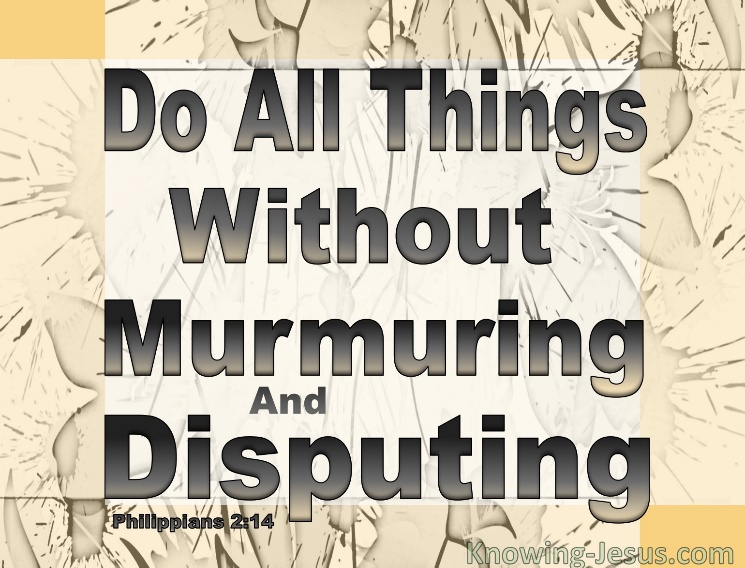 Do All Things
Without
Murmuring
And
Disputing
Philippians 2:14
Knowing-Jesus.com